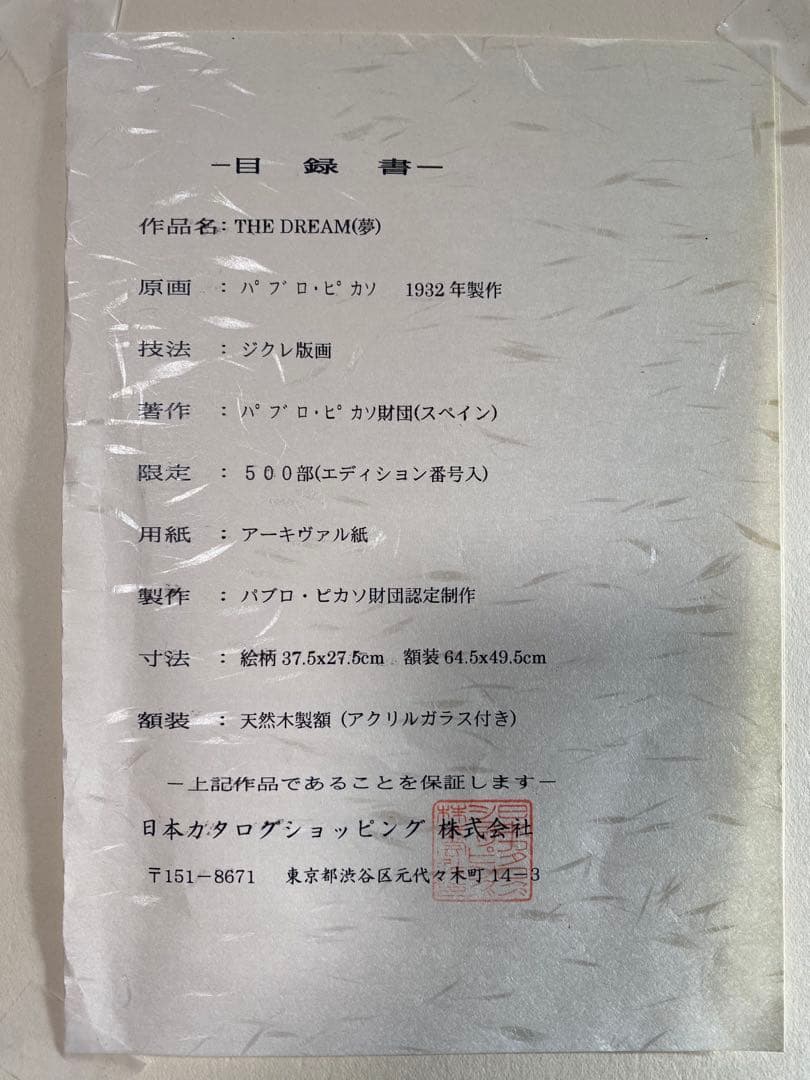 －目 録 書－
作品名：THE DREAM(夢)
原画 ：ﾊﾟﾌﾞﾛ・ﾋﾟｶｿ 1932年製作
技法 ：ジクレ版画
著作 ：ﾊﾟﾌﾞﾛ・ﾋﾟｶｿ財団(スペイン)
限定 ：５００部(エディション番号入)
用紙 ：アーキヴァル紙
製作 ：パブロ・ピカソ財団認定制作
寸法 ：絵柄37.5x27.5cm 額装64.5x49.5cm
額装 ：天然木製額 (アクリルガラス付き)
－上記作品であることを保証します－
日本カタログショッピング 株式会社
〒151－8671 東京都渋谷区元代々木町14－3